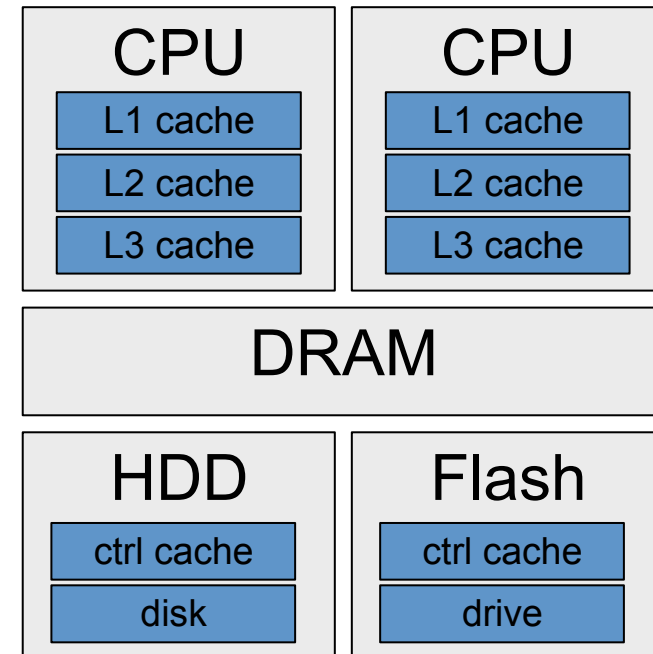 CPU
L1 cache
L2 cache
L3 cache
CPU
L1 cache
L2 cache
L3 cache
DRAM
HDD
ctrl cache
disk
Flash
ctrl cache
drive